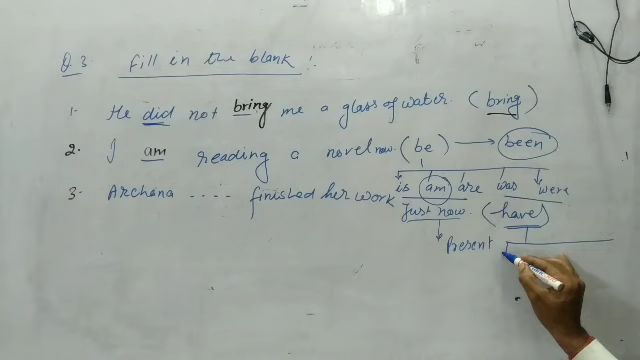 Q.3 Fill in the blank :
1. He did not bring me a glass of water. (bring)
2. I am reading a novel now (be) → been
is am are was were
3. Archana .... finished her work Just now. (have)
Present